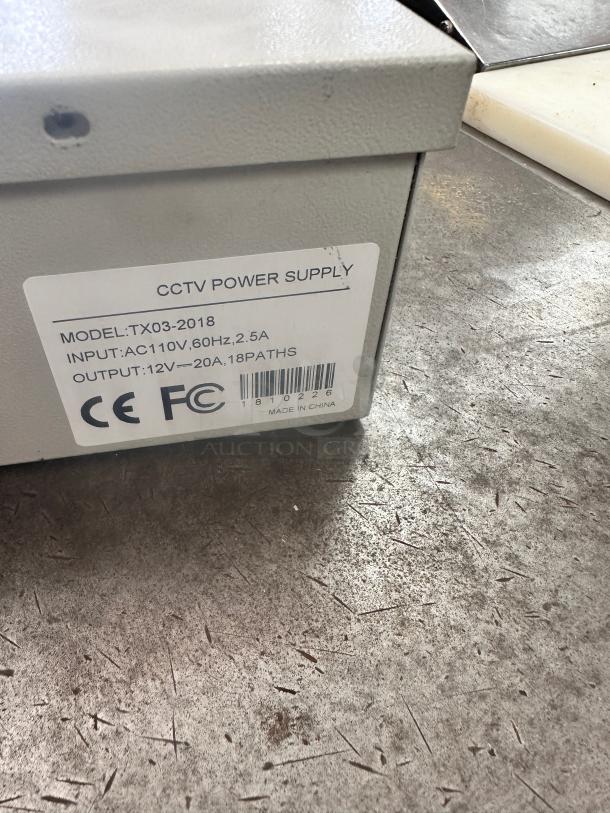 CCTV POWER SUPPLY
MODEL:TX03-2018
INPUT:AC110V,60Hz,2.5A
OUTPUT:12V—20A,18PATHS
CE FC
1810226
MADE IN CHINA
AUCTION